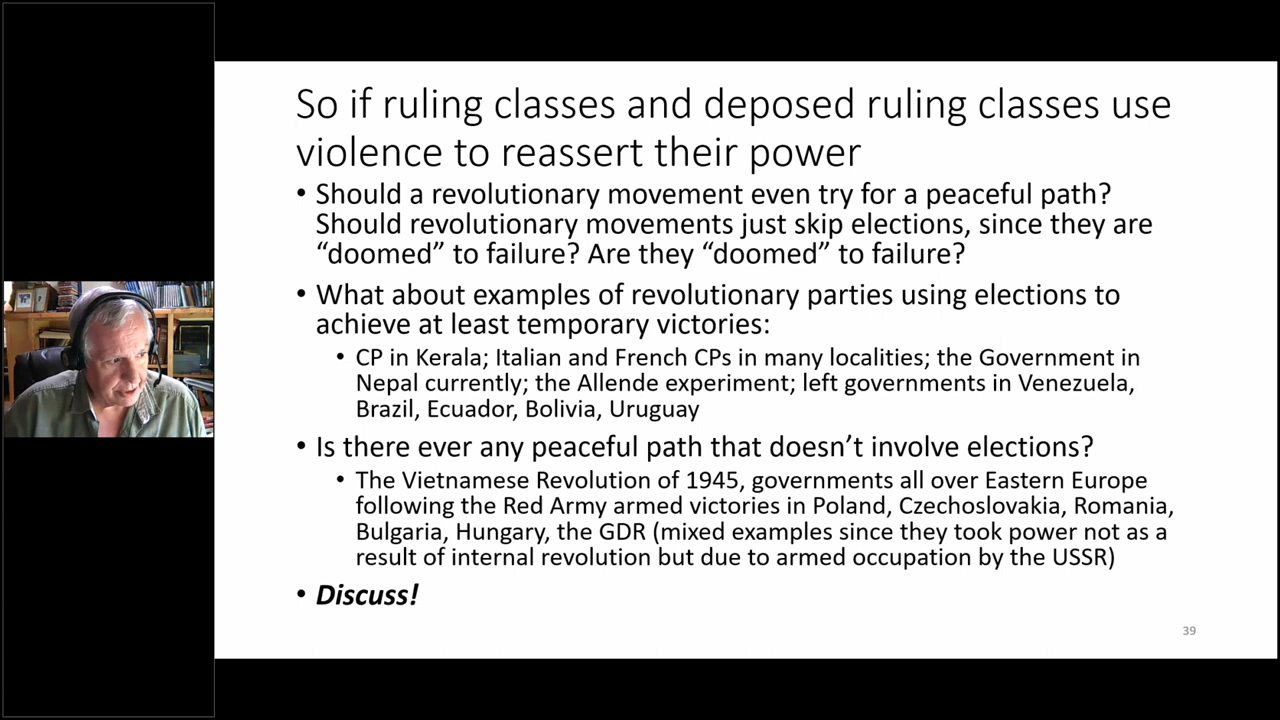 So if ruling classes and deposed ruling classes use
violence to reassert their power
• Should a revolutionary movement even try for a peaceful path?
Should revolutionary movements just skip elections, since they are
“doomed” to failure? Are they “doomed” to failure?
• What about examples of revolutionary parties using elections to
achieve at least temporary victories:
• CP in Kerala; Italian and French CPs in many localities; the Government in
Nepal currently; the Allende experiment; left governments in Venezuela,
Brazil, Ecuador, Bolivia, Uruguay
• Is there ever any peaceful path that doesn’t involve elections?
• The Vietnamese Revolution of 1945, governments all over Eastern Europe
following the Red Army armed victories in Poland, Czechoslovakia, Romania,
Bulgaria, Hungary, the GDR (mixed examples since they took power not as a
result of internal revolution but due to armed occupation by the USSR)
• Discuss!
39